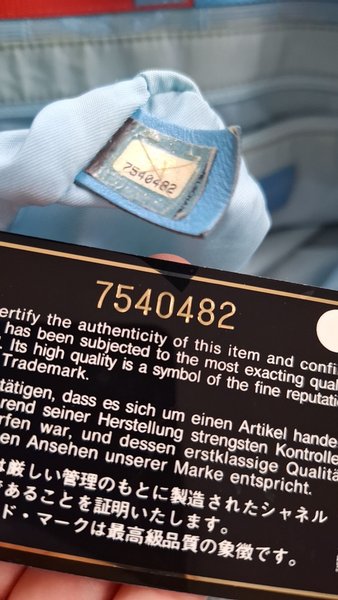 7540482
7540482
ertify the authenticity of this item and confi
has been subjected to the most exacting qual
. Its high quality is a symbol of the fine reputati
Trademark.
tätigen, dass es sich um einen Artikel hande
rend seiner Herstellung strengsten Kontrolle
rfen war, und dessen erstklassige Qualitä
en Ansehen unserer Marke entspricht.
は厳しい管理のもとに製造されたシャネル
であることを証明いたします。
ド・マークは最高級品質の象徴です。